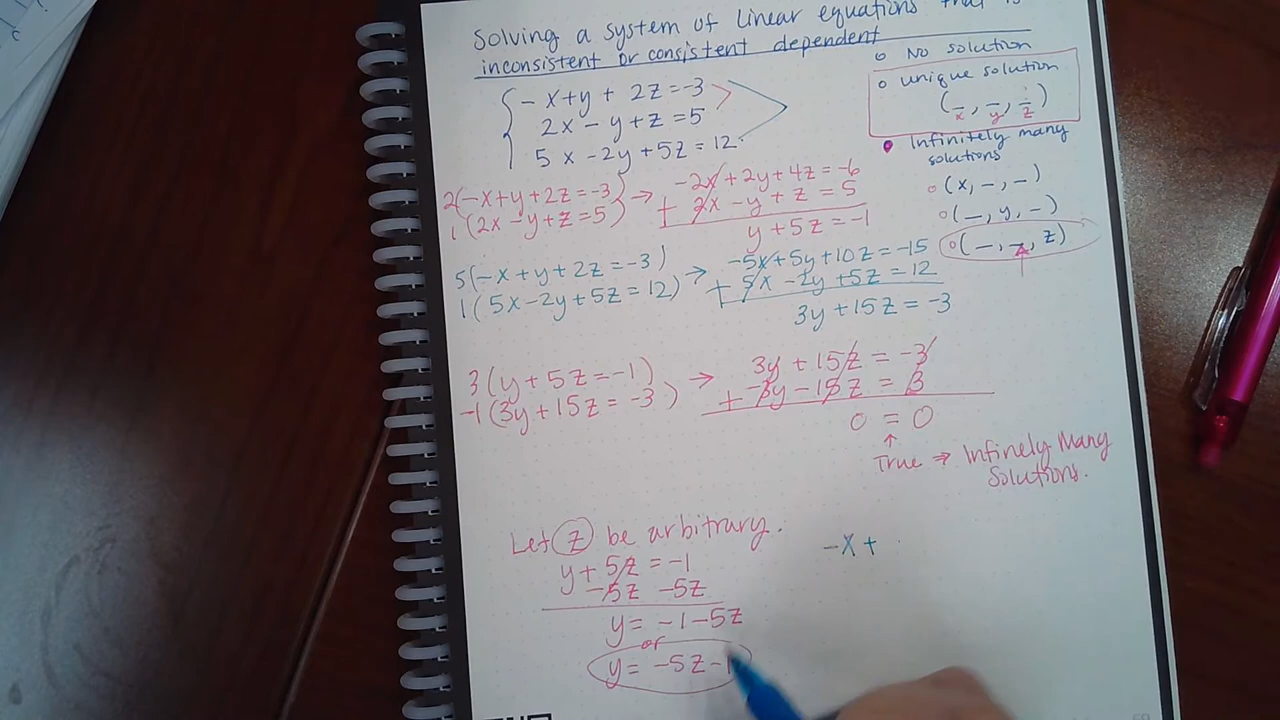 Solving a system of linear equations that is
inconsistent or consistent dependent
-x+y + 2z = -3
2x - y + z = 5
5x - 2y + 5z = 12
o No solution
o unique solution
(_, _, _)
x y z
• Infinitely many
solutions
o (x, -, -)
o (-, y, -)
o (-, -, z)
2(-x+y+2z=-3) → -2x + 2y + 4z = -6
1(2x-y+z=5) + 2x - y + z = 5
y + 5z = -1
5(-x+y+2z=-3) → -5x+5y+10z = -15
1(5x-2y+5z=12) + 5x - 2y + 5z = 12
3y + 15z = -3
3(y+5z=-1) → 3y + 15z = -3
-1(3y+15z=-3) + -3y - 15z = 3
0 = 0
↑
True ⇒ Infinely Many
Solutions.
Let z be arbitrary.
y + 5z = -1
-5z -5z
y = -1-5z
or
y = -5z-1
-x +